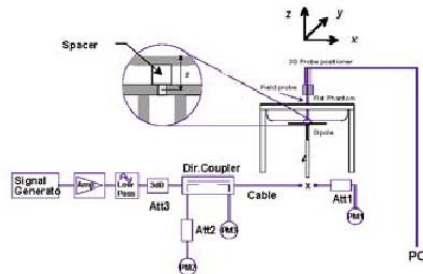 z
y
x
Spacer
s
3D Probe positioner
Field probe
Flat Phantom
Dipole
Dir.Coupler
Signal
Generato
Amp
Low
Pass
3dB
Att3
Cable
x
Att1
PM1
Att2
PM3
PM2
PC